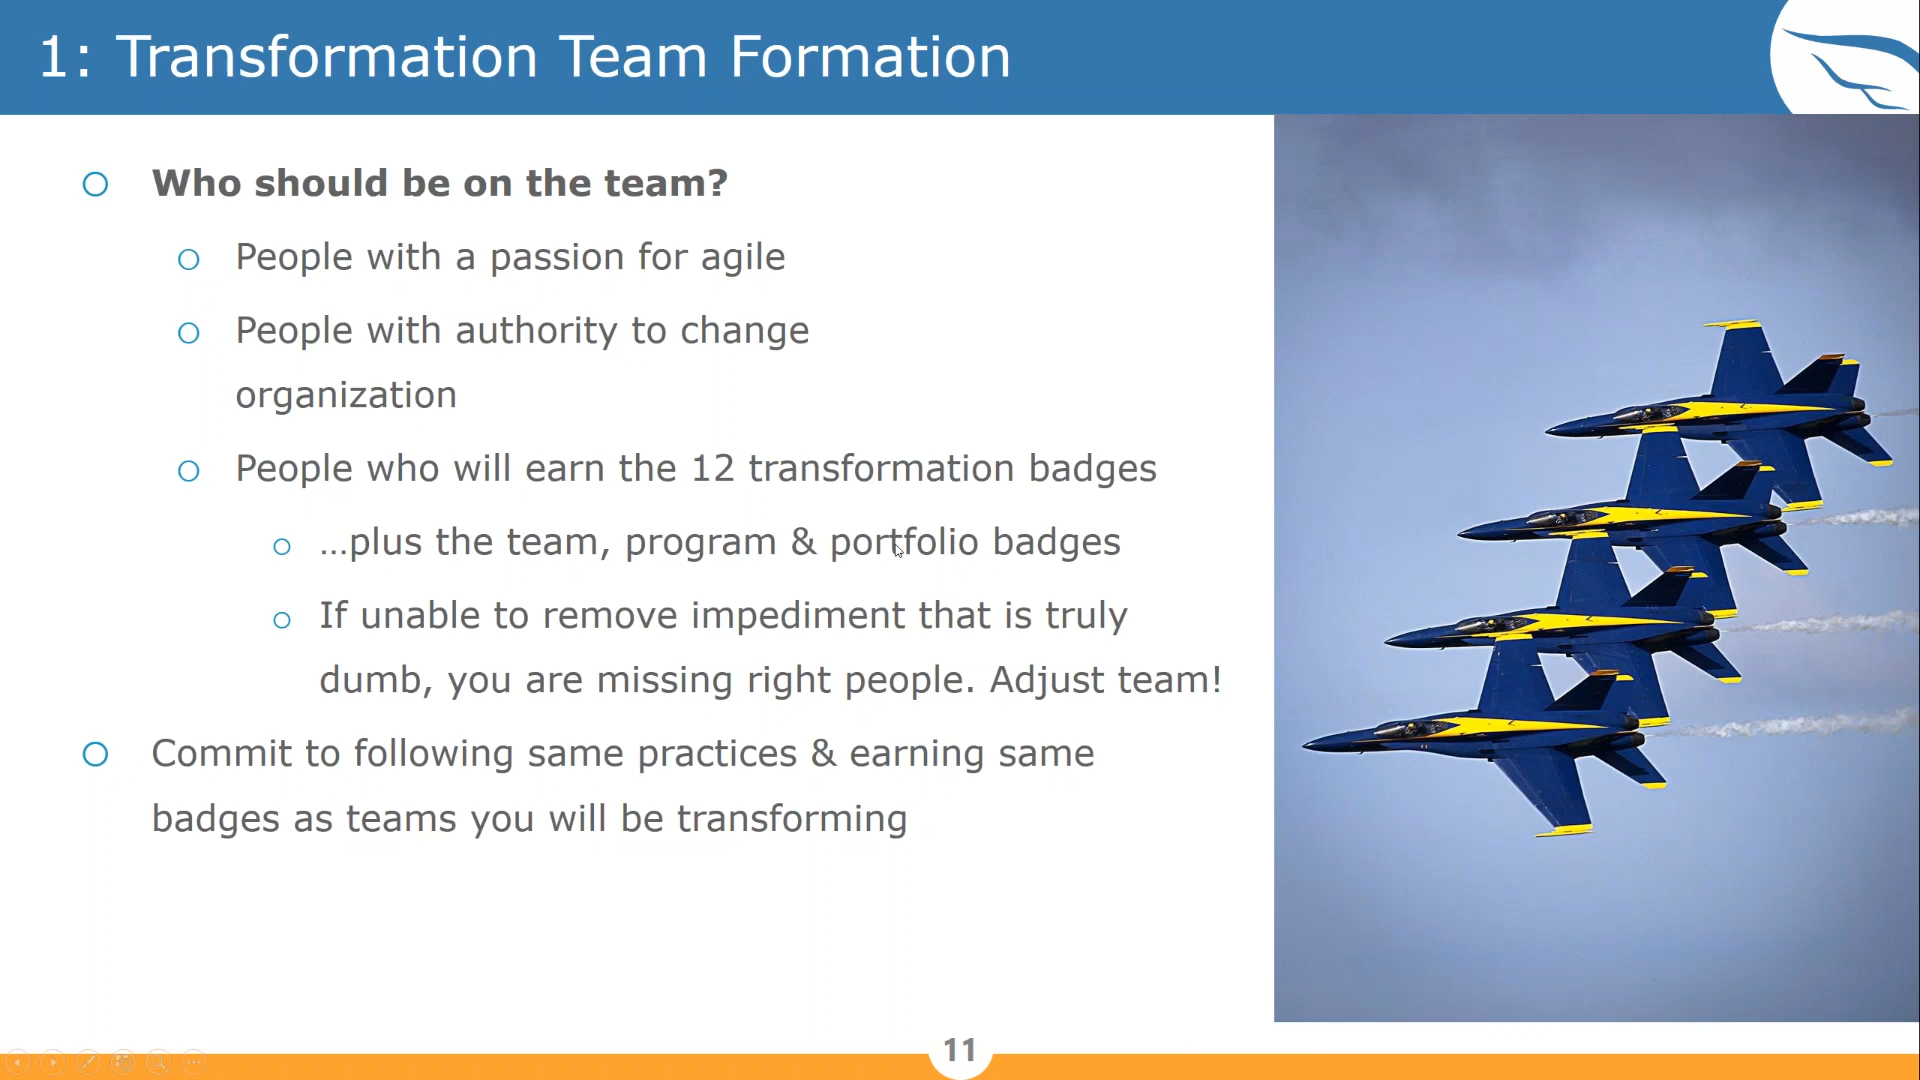 1: Transformation Team Formation
Who should be on the team?
People with a passion for agile
People with authority to change
organization
People who will earn the 12 transformation badges
…plus the team, program & portfolio badges
If unable to remove impediment that is truly
dumb, you are missing right people. Adjust team!
Commit to following same practices & earning same
badges as teams you will be transforming
11